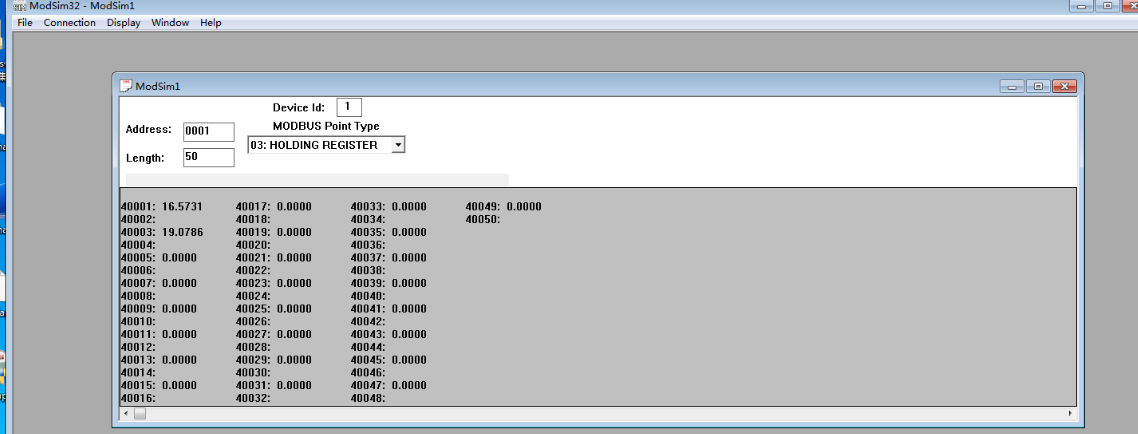 ModSim32 - ModSim1
File Connection Display Window Help
ModSim1
Device Id: 1
Address: 0001
MODBUS Point Type
03: HOLDING REGISTER
Length: 50
40001: 16.5731 40017: 0.0000 40033: 0.0000 40049: 0.0000
40002: 40018: 40034: 40050:
40003: 19.0786 40019: 0.0000 40035: 0.0000
40004: 40020: 40036:
40005: 0.0000 40021: 0.0000 40037: 0.0000
40006: 40022: 40038:
40007: 0.0000 40023: 0.0000 40039: 0.0000
40008: 40024: 40040:
40009: 0.0000 40025: 0.0000 40041: 0.0000
40010: 40026: 40042:
40011: 0.0000 40027: 0.0000 40043: 0.0000
40012: 40028: 40044:
40013: 0.0000 40029: 0.0000 40045: 0.0000
40014: 40030: 40046:
40015: 0.0000 40031: 0.0000 40047: 0.0000
40016: 40032: 40048: